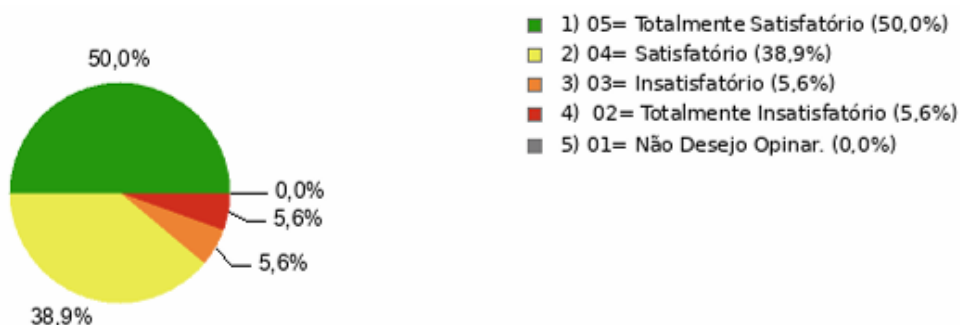 50,0%
0,0%
5,6%
5,6%
38,9%
1) 05= Totalmente Satisfatório (50,0%)
2) 04= Satisfatório (38,9%)
3) 03= Insatisfatório (5,6%)
4) 02= Totalmente Insatisfatório (5,6%)
5) 01= Não Desejo Opinar. (0,0%)